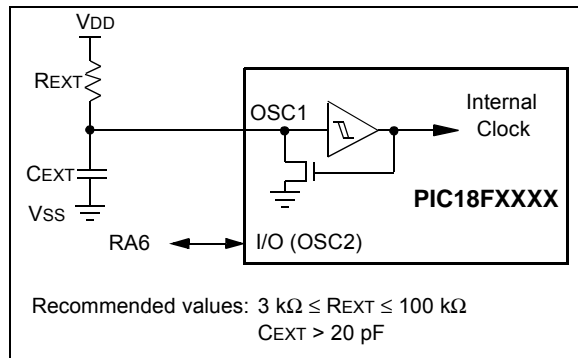 VDD
REXT
OSC1
Internal
Clock
CEXT
PIC18FXXXX
VSS
RA6
I/O (OSC2)
Recommended values: 3 kΩ ≤ REXT ≤ 100 kΩ
CEXT > 20 pF